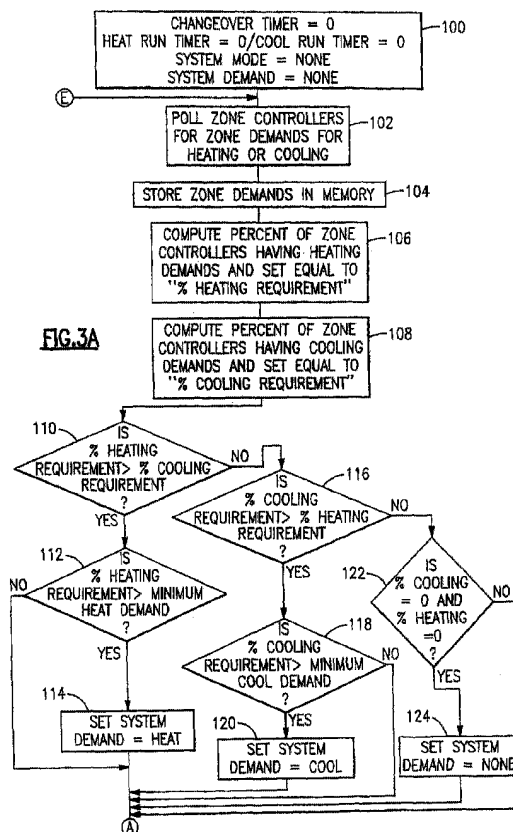 CHANGEOVER TIMER = 0
HEAT RUN TIMER = 0/COOL RUN TIMER = 0
SYSTEM MODE = NONE
SYSTEM DEMAND = NONE
100
E
POLL ZONE CONTROLLERS
FOR ZONE DEMANDS FOR
HEATING OR COOLING
102
STORE ZONE DEMANDS IN MEMORY
104
COMPUTE PERCENT OF ZONE
CONTROLLERS HAVING HEATING
DEMANDS AND SET EQUAL TO
"% HEATING REQUIREMENT"
106
FIG.3A
COMPUTE PERCENT OF ZONE
CONTROLLERS HAVING COOLING
DEMANDS AND SET EQUAL TO
"% COOLING REQUIREMENT"
108
110
IS
% HEATING
REQUIREMENT> % COOLING
REQUIREMENT
?
NO
YES
116
IS
% COOLING
REQUIREMENT> % HEATING
REQUIREMENT
?
NO
YES
112
IS
% HEATING
REQUIREMENT> MINIMUM
HEAT DEMAND
?
NO
YES
122
IS
% COOLING
= 0 AND
% HEATING
=0
?
NO
YES
118
IS
% COOLING
REQUIREMENT> MINIMUM
COOL DEMAND
?
NO
YES
114
SET SYSTEM
DEMAND = HEAT
120
SET SYSTEM
DEMAND = COOL
124
SET SYSTEM
DEMAND = NONE
A